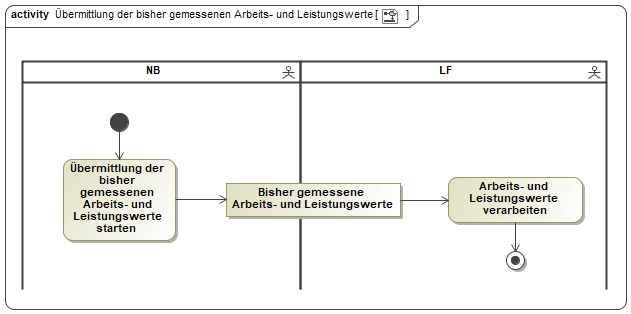 activity Übermittlung der bisher gemessenen Arbeits- und Leistungswerte [ ]
NB
LF
Übermittlung der
bisher
gemessenen
Arbeits- und
Leistungswerte
starten
Bisher gemessene
Arbeits- und Leistungswerte
Arbeits- und
Leistungswerte
verarbeiten